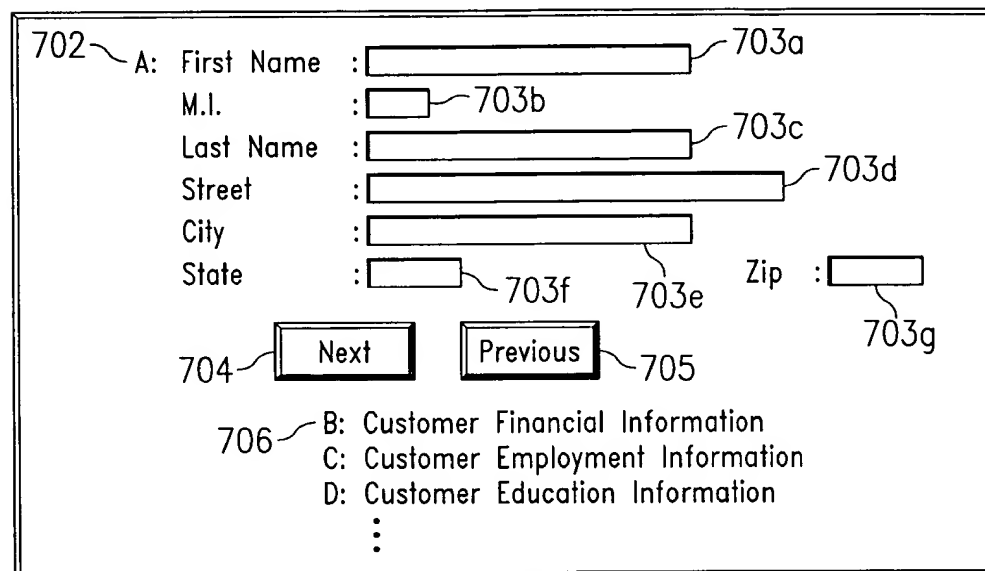 702 A: First Name : 703a
M.I. : 703b
Last Name : 703c
Street : 703d
City : 703e
State : 703f Zip : 703g
704 Next Previous 705
706 B: Customer Financial Information
C: Customer Employment Information
D: Customer Education Information